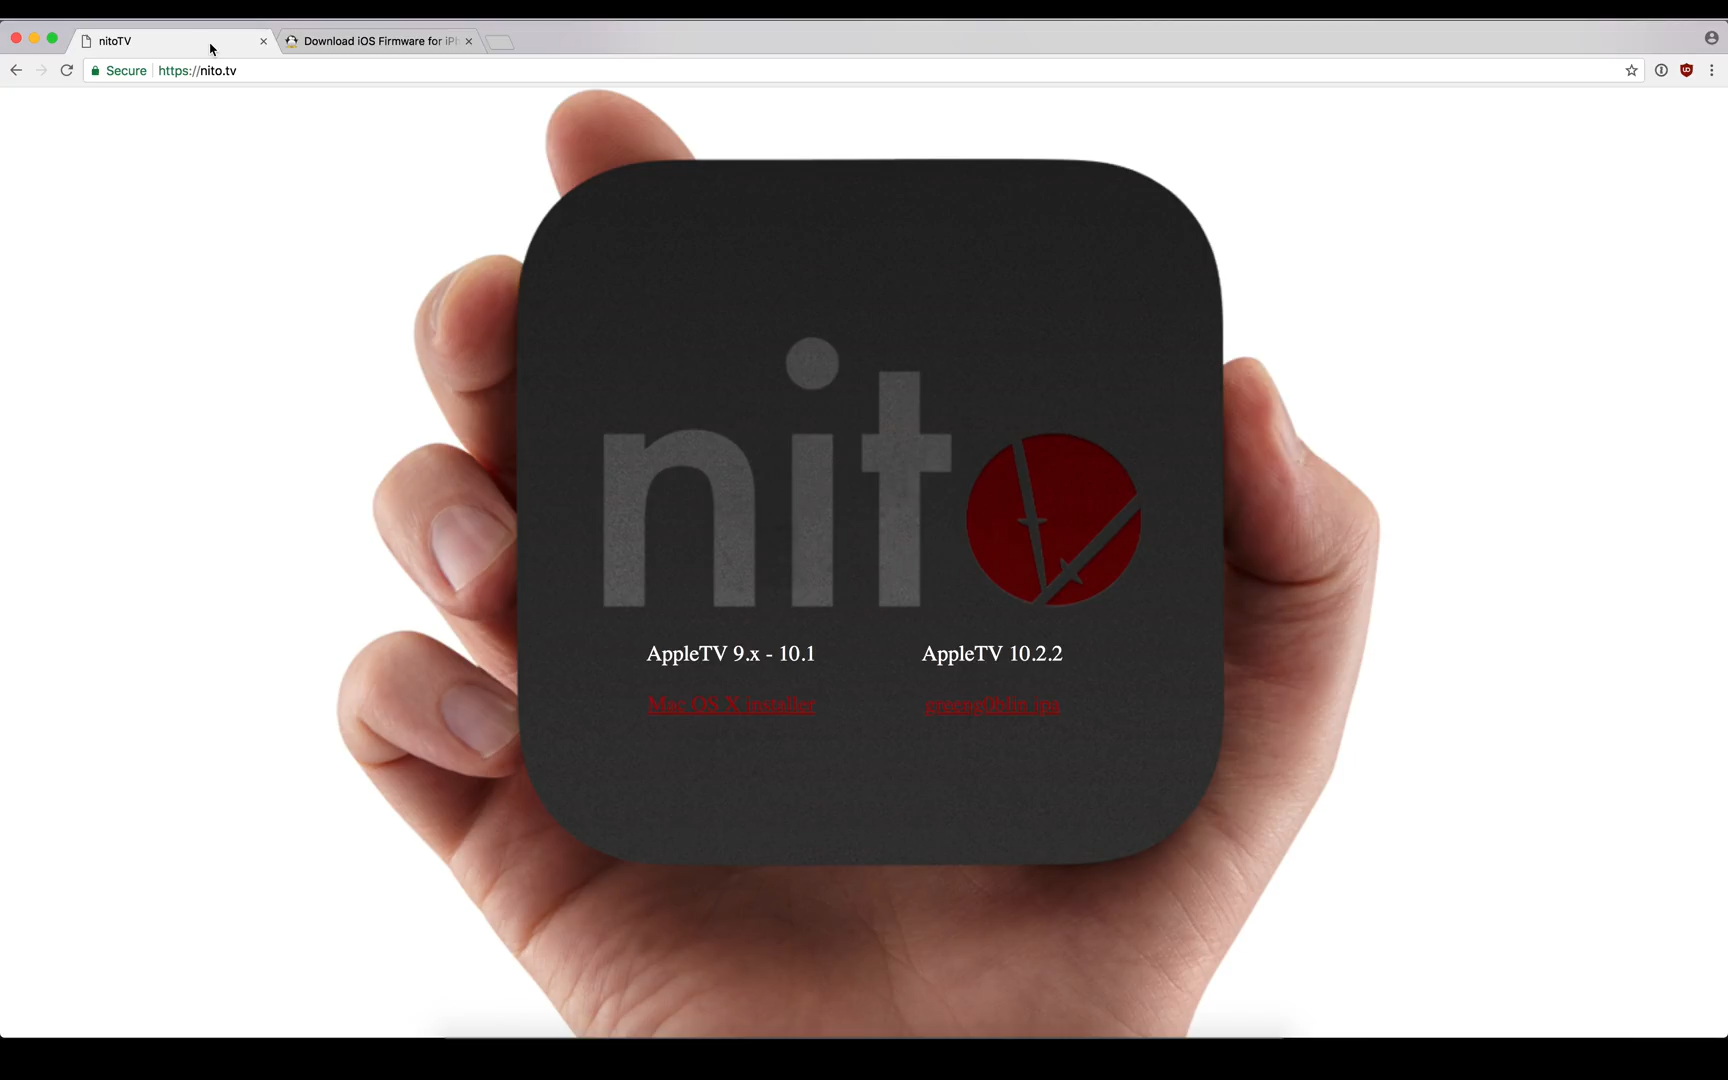 nitoTV
Download iOS Firmware for iPh
Secure
https://nito.tv
nito
AppleTV 9.x - 10.1
AppleTV 10.2.2
Mac OS X installer
greeng0blin ipa